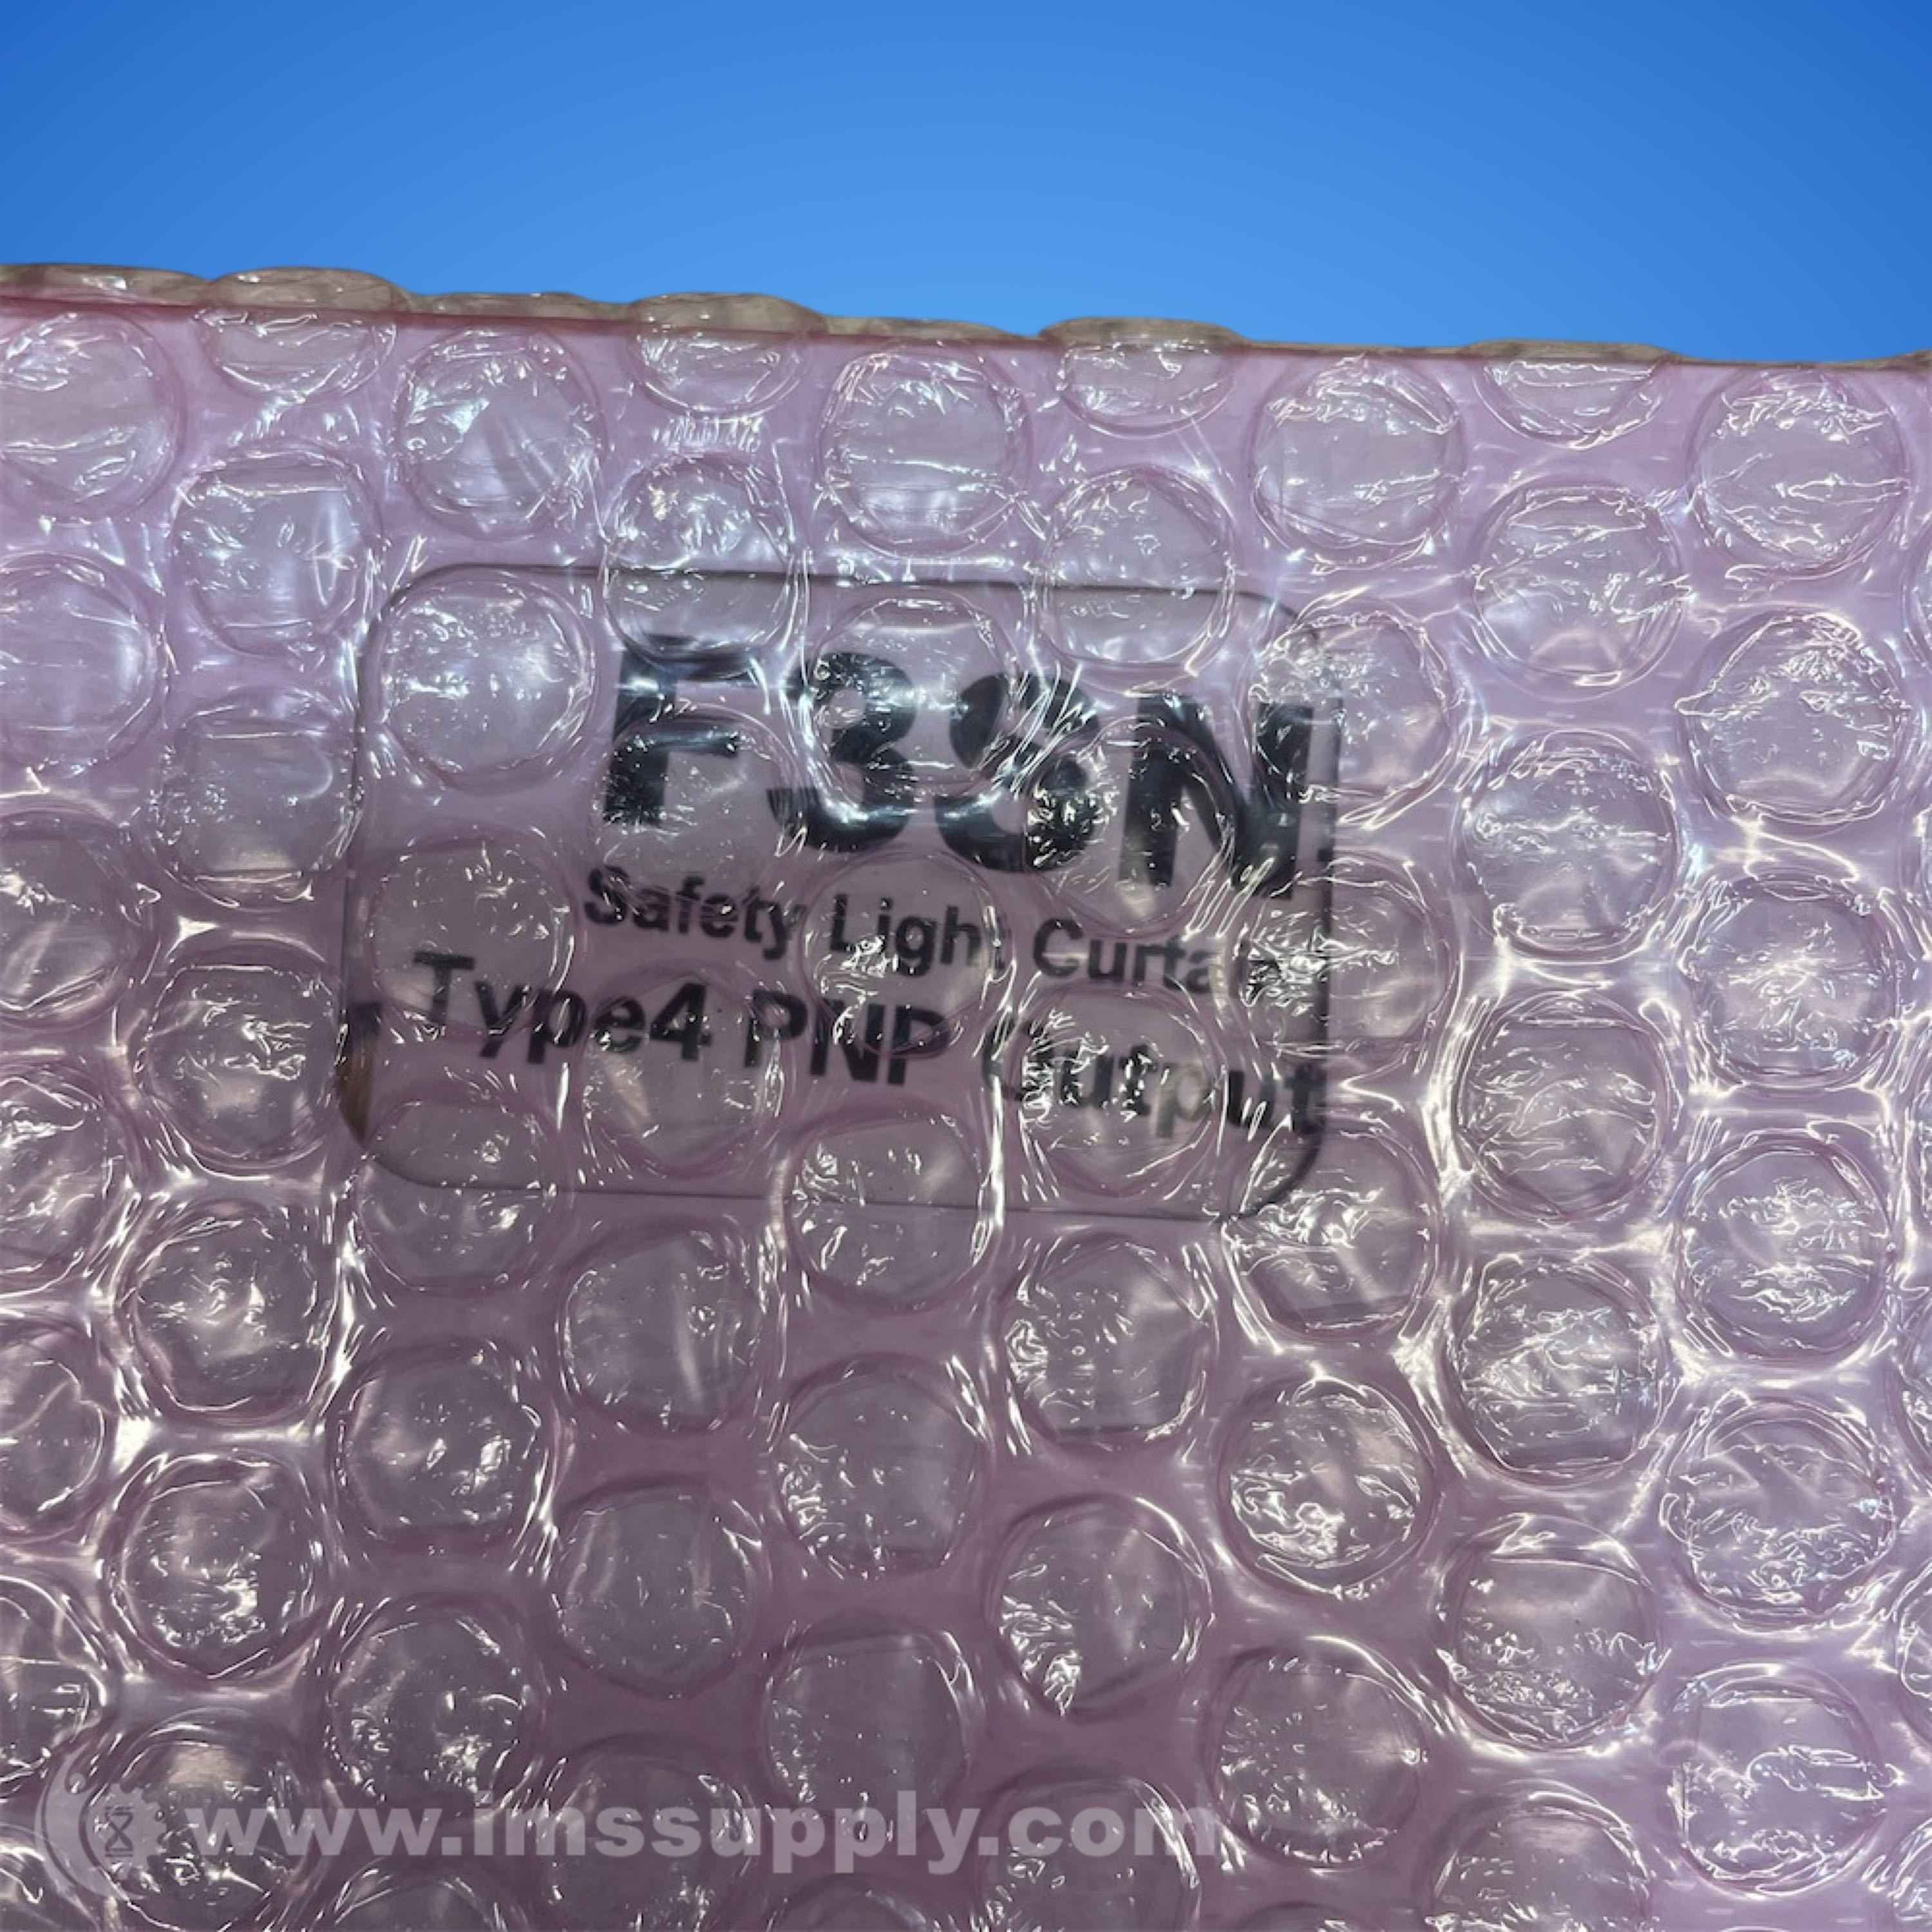 F3SN
Safety Light Curtain
Type4 PNP Output
www.imssupply.com